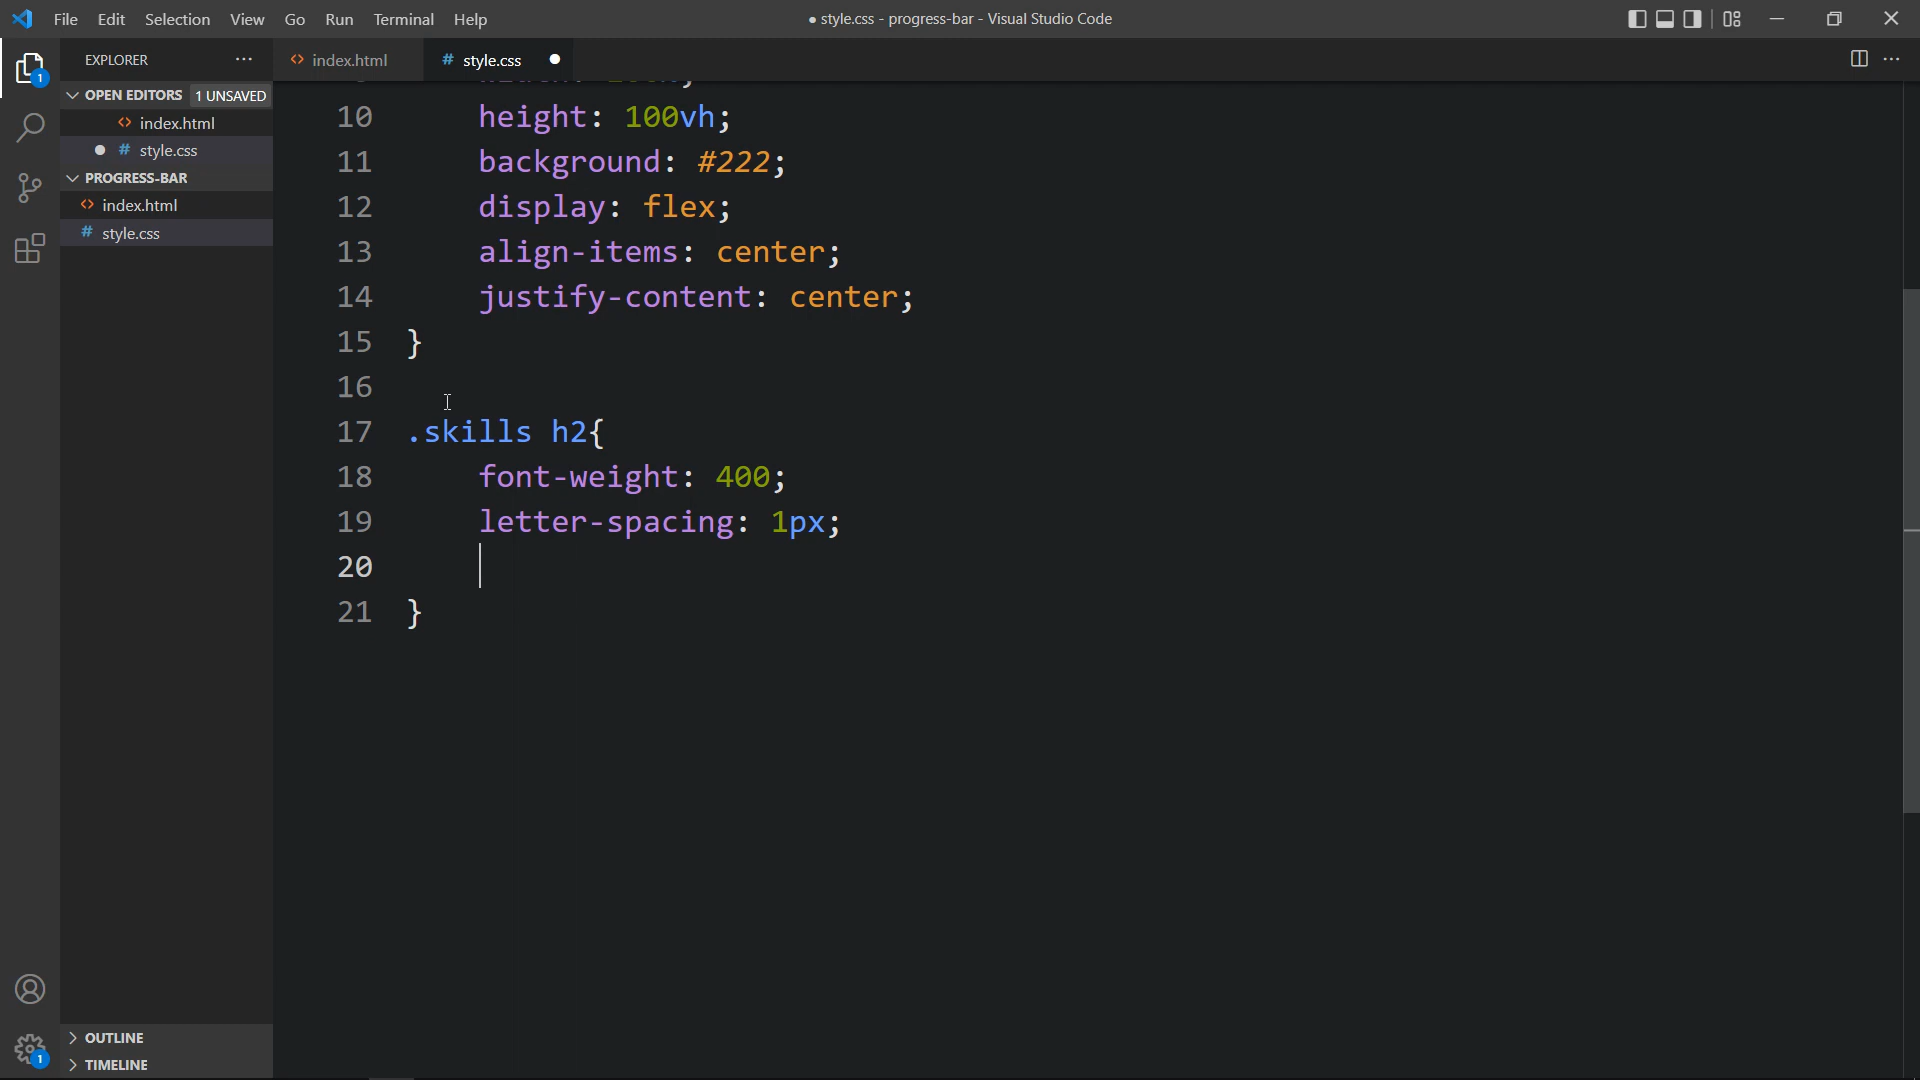 File Edit Selection View Go Run Terminal Help
● style.css - progress-bar - Visual Studio Code
EXPLORER
index.html
# style.css
OPEN EDITORS 1 UNSAVED
index.html
# style.css
PROGRESS-BAR
index.html
# style.css
10 height: 100vh;
11 background: #222;
12 display: flex;
13 align-items: center;
14 justify-content: center;
15 }
16
17 .skills h2{
18 font-weight: 400;
19 letter-spacing: 1px;
20
21 }
1
1
OUTLINE
TIMELINE